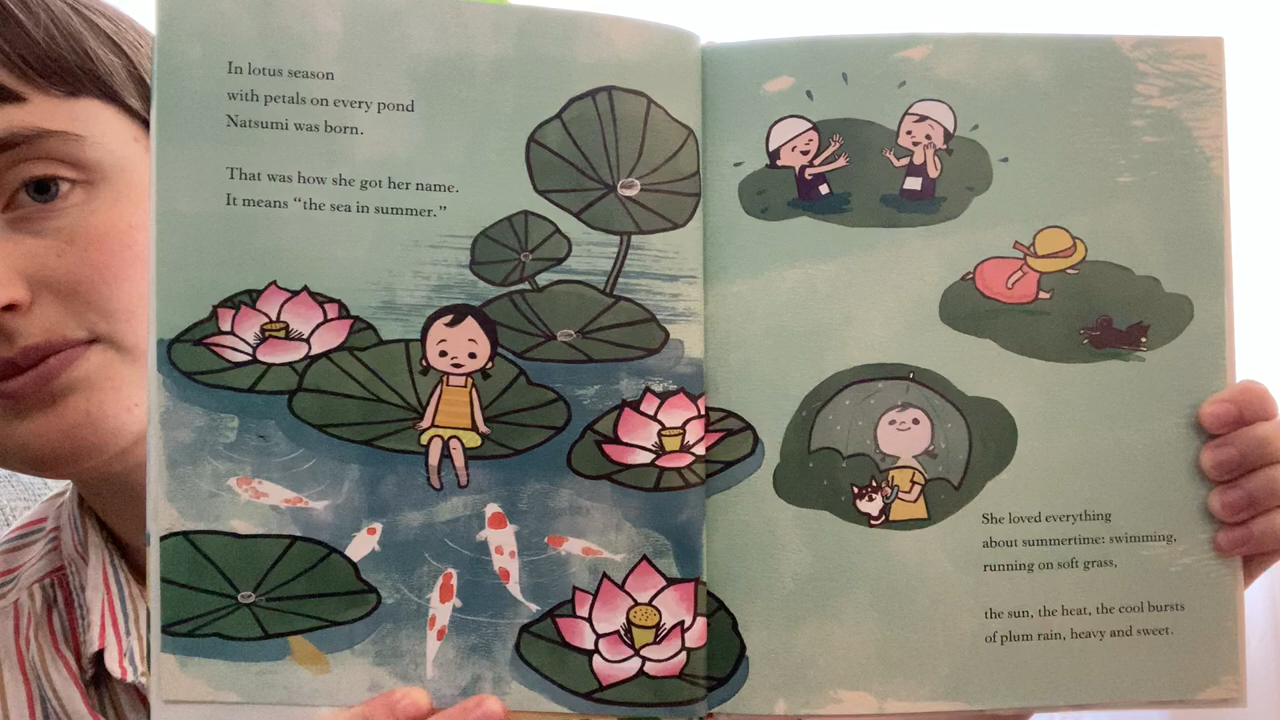 In lotus season
with petals on every pond
Natsumi was born.
That was how she got her name.
It means “the sea in summer.”
She loved everything
about summertime: swimming,
running on soft grass,
the sun, the heat, the cool bursts
of plum rain, heavy and sweet.